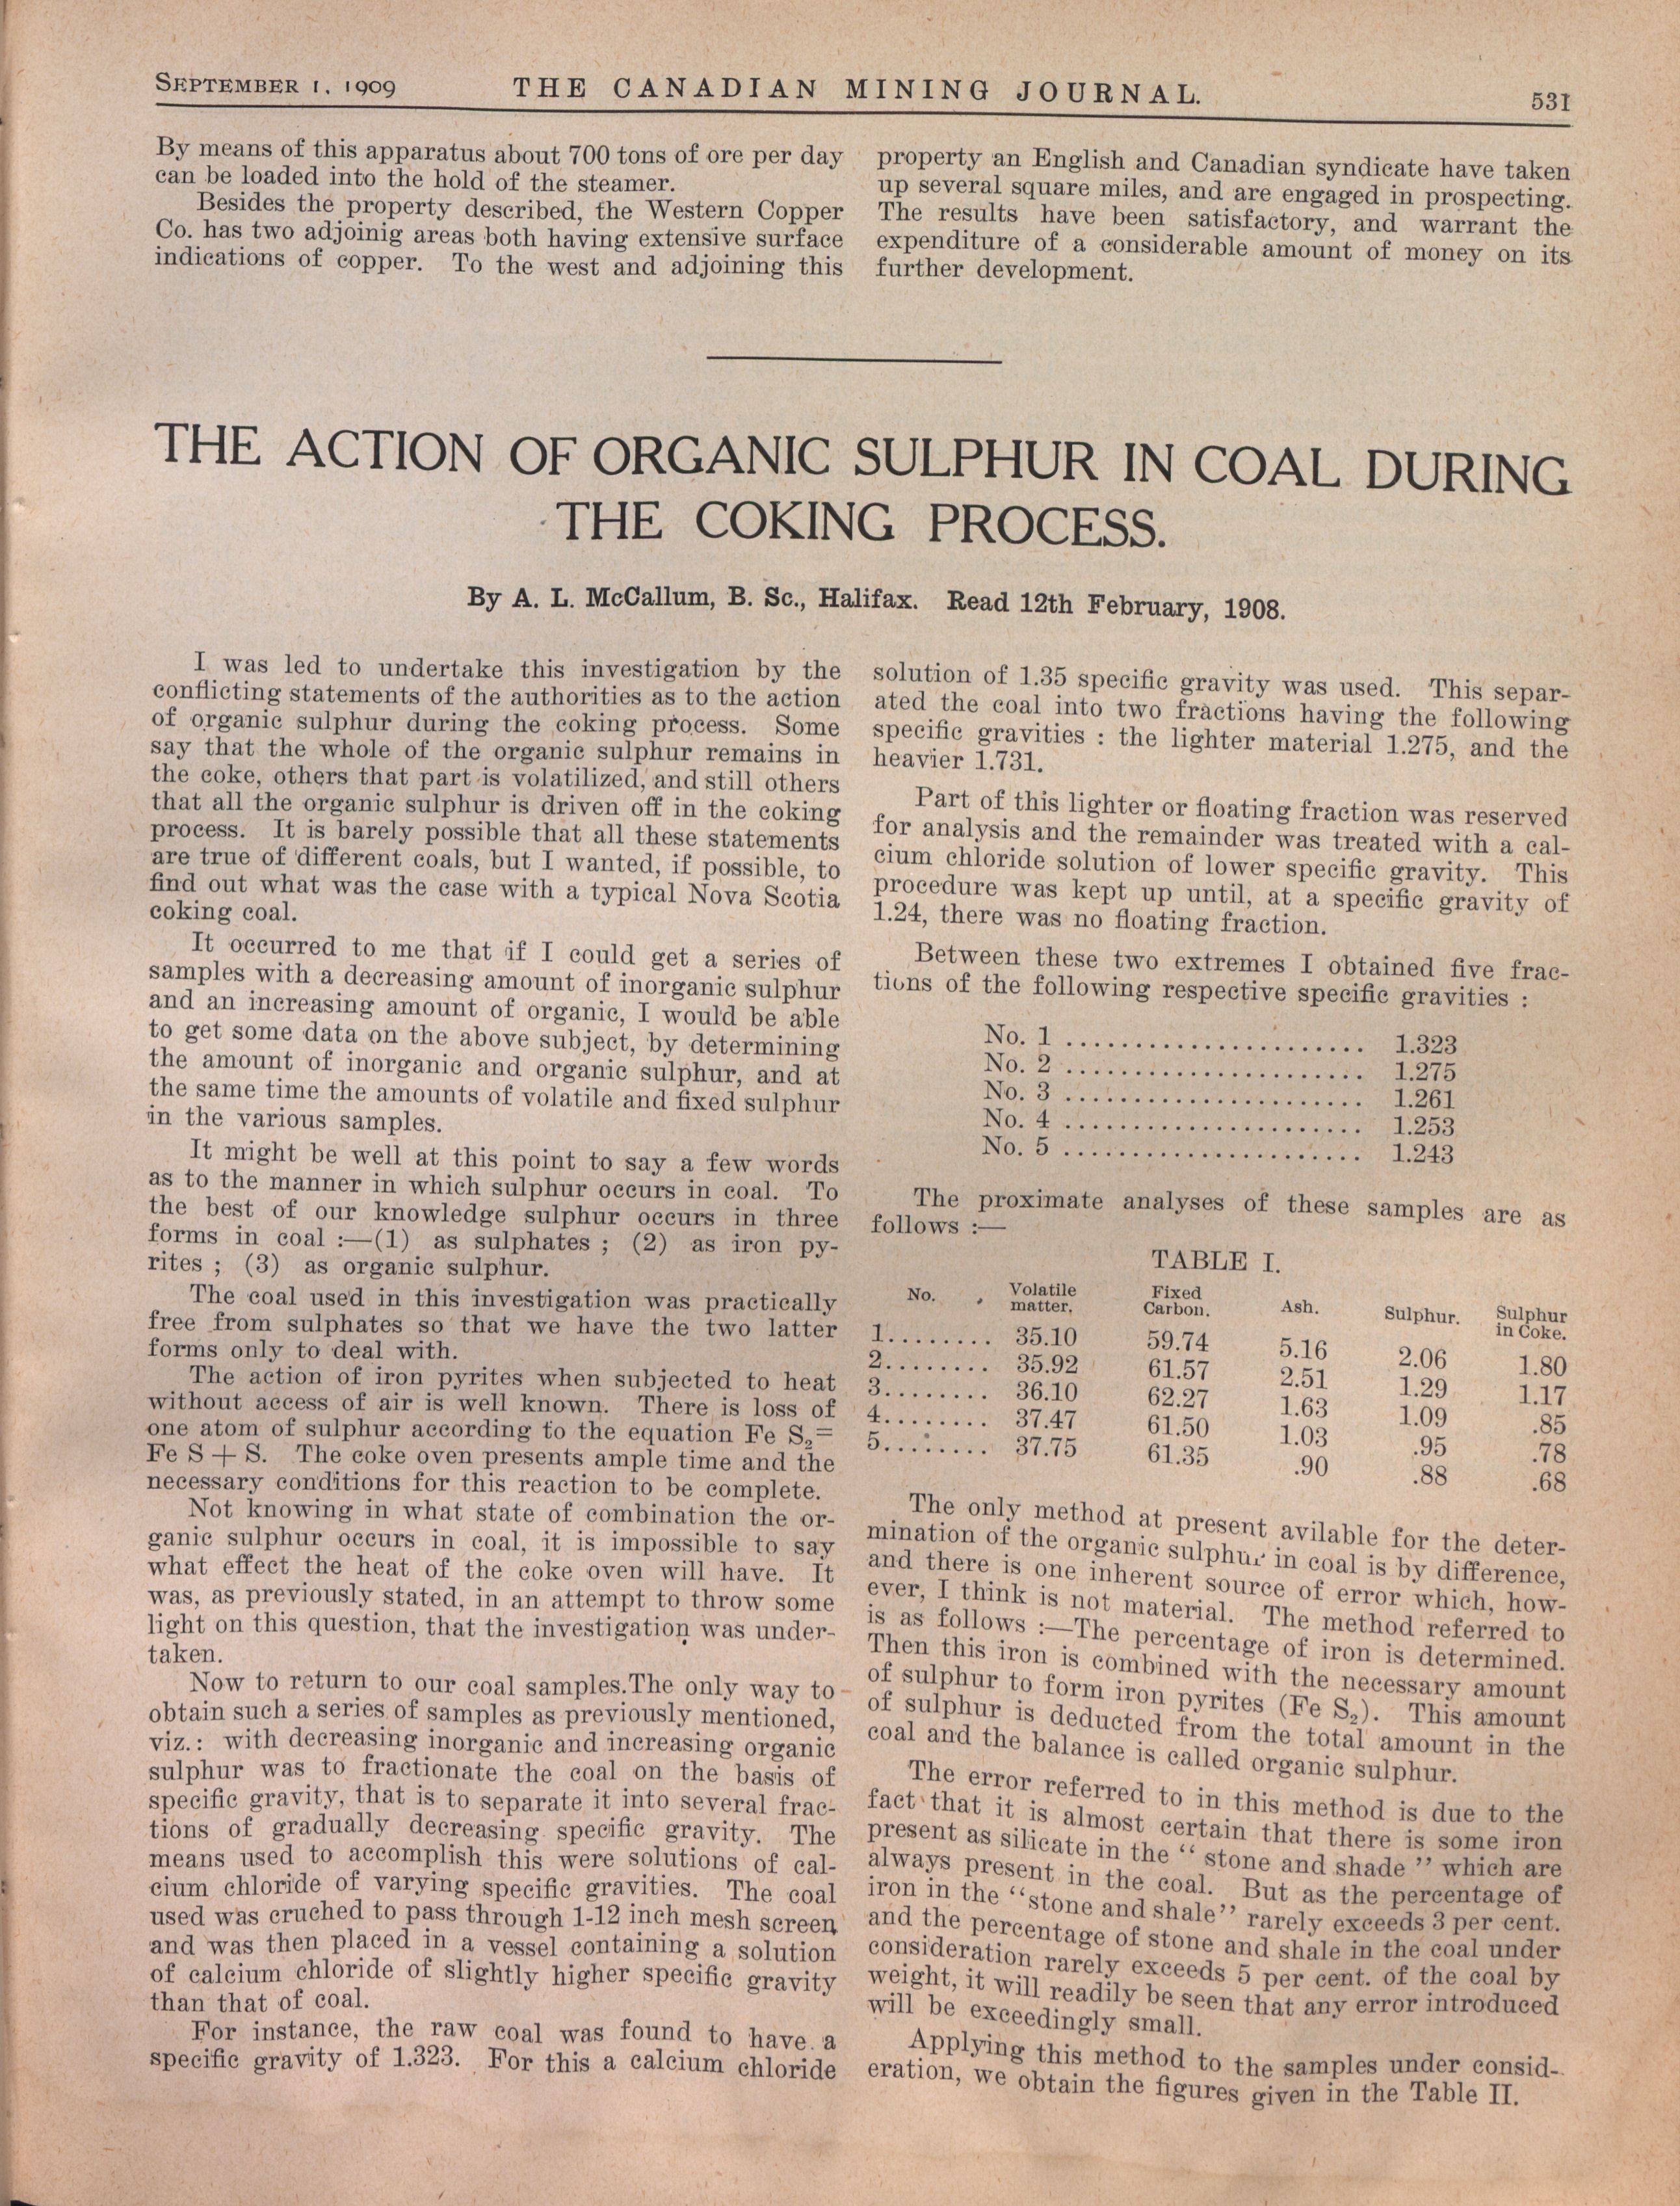 SEPTEMBER 1, 1909 THE CANADIAN MINING JOURNAL. 531
By means of this apparatus about 700 tons of ore per day
can be loaded into the hold of the steamer.
Besides the property described, the Western Copper
Co. has two adjoinig areas both having extensive surface
indications of copper. To the west and adjoining this
property an English and Canadian syndicate have taken
up several square miles, and are engaged in prospecting.
The results have been satisfactory, and warrant the
expenditure of a considerable amount of money on its
further development.
THE ACTION OF ORGANIC SULPHUR IN COAL DURING
THE COKING PROCESS.
By A. L. McCallum, B. Sc., Halifax. Read 12th February, 1908.
I was led to undertake this investigation by the
conflicting statements of the authorities as to the action
of organic sulphur during the coking process. Some
say that the whole of the organic sulphur remains in
the coke, others that part is volatilized, and still others
that all the organic sulphur is driven off in the coking
process. It is barely possible that all these statements
are true of different coals, but I wanted, if possible, to
find out what was the case with a typical Nova Scotia
coking coal.
It occurred to me that if I could get a series of
samples with a decreasing amount of inorganic sulphur
and an increasing amount of organic, I would be able
to get some data on the above subject, by determining
the amount of inorganic and organic sulphur, and at
the same time the amounts of volatile and fixed sulphur
in the various samples.
It might be well at this point to say a few words
as to the manner in which sulphur occurs in coal. To
the best of our knowledge sulphur occurs in three
forms in coal :—(1) as sulphates ; (2) as iron py-
rites ; (3) as organic sulphur.
The coal used in this investigation was practically
free from sulphates so that we have the two latter
forms only to deal with.
The action of iron pyrites when subjected to heat
without access of air is well known. There is loss of
one atom of sulphur according to the equation Fe S₂=
Fe S + S. The coke oven presents ample time and the
necessary conditions for this reaction to be complete.
Not knowing in what state of combination the or-
ganic sulphur occurs in coal, it is impossible to say
what effect the heat of the coke oven will have. It
was, as previously stated, in an attempt to throw some
light on this question, that the investigation was under-
taken.
Now to return to our coal samples.The only way to
obtain such a series of samples as previously mentioned,
viz.: with decreasing inorganic and increasing organic
sulphur was to fractionate the coal on the basis of
specific gravity, that is to separate it into several frac-
tions of gradually decreasing specific gravity. The
means used to accomplish this were solutions of cal-
cium chloride of varying specific gravities. The coal
used was cruched to pass through 1-12 inch mesh screen
and was then placed in a vessel containing a solution
of calcium chloride of slightly higher specific gravity
than that of coal.
For instance, the raw coal was found to have a
specific gravity of 1.323. For this a calcium chloride
solution of 1.35 specific gravity was used. This separ-
ated the coal into two fractions having the following
specific gravities : the lighter material 1.275, and the
heavier 1.731.
Part of this lighter or floating fraction was reserved
for analysis and the remainder was treated with a cal-
cium chloride solution of lower specific gravity. This
procedure was kept up until, at a specific gravity of
1.24, there was no floating fraction.
Between these two extremes I obtained five frac-
tions of the following respective specific gravities :
No. 1 ...................... 1.323
No. 2 ...................... 1.275
No. 3 ...................... 1.261
No. 4 ...................... 1.253
No. 5 ...................... 1.243
The proximate analyses of these samples are as
follows :—
TABLE I.
No. Volatile matter. Fixed Carbon. Ash. Sulphur. Sulphur in Coke.
1........ 35.10 59.74 5.16 2.06 1.80
2........ 35.92 61.57 2.51 1.29 1.17
3........ 36.10 62.27 1.63 1.09 .85
4........ 37.47 61.50 1.03 .95 .78
5........ 37.75 61.35 .90 .88 .68
The only method at present avilable for the deter-
mination of the organic sulphur in coal is by difference,
and there is one inherent source of error which, how-
ever, I think is not material. The method referred to
is as follows :—The percentage of iron is determined.
Then this iron is combined with the necessary amount
of sulphur to form iron pyrites (Fe S₂). This amount
of sulphur is deducted from the total amount in the
coal and the balance is called organic sulphur.
The error referred to in this method is due to the
fact that it is almost certain that there is some iron
present as silicate in the “ stone and shade ” which are
always present in the coal. But as the percentage of
iron in the “stone and shale” rarely exceeds 3 per cent.
and the percentage of stone and shale in the coal under
consideration rarely exceeds 5 per cent. of the coal by
weight, it will readily be seen that any error introduced
will be exceedingly small.
Applying this method to the samples under consid-
eration, we obtain the figures given in the Table II.